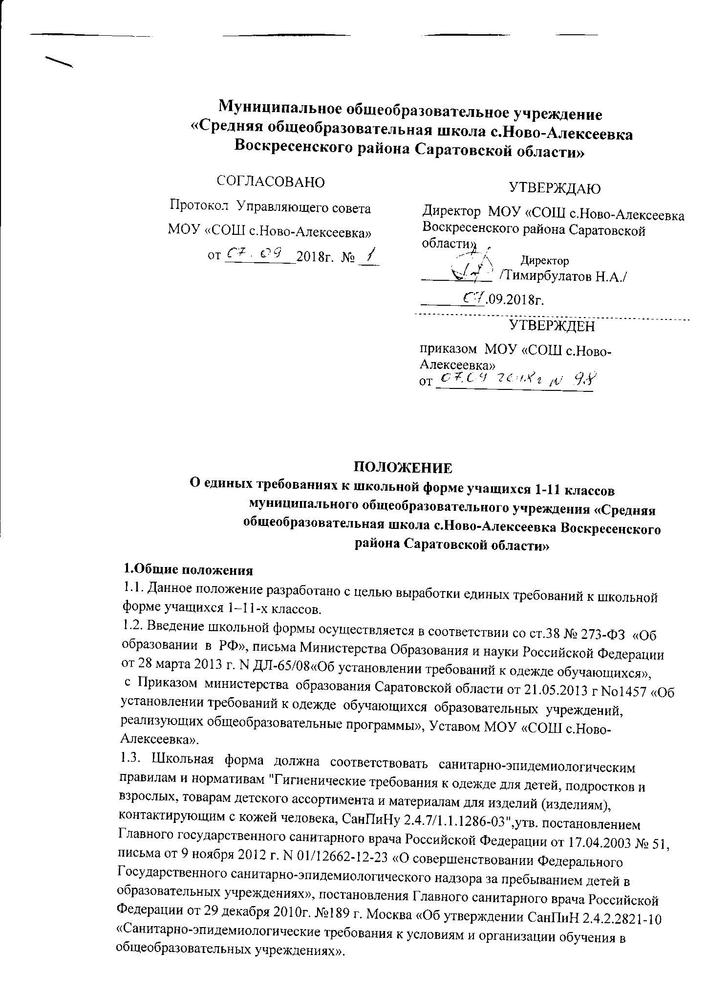 Муниципальное общеобразовательное учреждение
«Средняя общеобразовательная школа с.Ново-Алексеевка
Воскресенского района Саратовской области»
СОГЛАСОВАНО
Протокол Управляющего совета
МОУ «СОШ с.Ново-Алексеевка»
от 07.09 2018г. № 1
УТВЕРЖДАЮ
Директор МОУ «СОШ с.Ново-Алексеевка
Воскресенского района Саратовской
области»
Директор
/Тимирбулатов Н.А./
07.09.2018г.
УТВЕРЖДЕН
приказом МОУ «СОШ с.Ново-
Алексеевка»
от 07.09 2018г № 98
ПОЛОЖЕНИЕ
О единых требованиях к школьной форме учащихся 1-11 классов
муниципального общеобразовательного учреждения «Средняя
общеобразовательная школа с.Ново-Алексеевка Воскресенского
района Саратовской области»
1.Общие положения
1.1. Данное положение разработано с целью выработки единых требований к школьной
форме учащихся 1–11-х классов.
1.2. Введение школьной формы осуществляется в соответствии со ст.38 № 273-ФЗ «Об
образовании в РФ», письма Министерства Образования и науки Российской Федерации
от 28 марта 2013 г. N ДЛ-65/08«Об установлении требований к одежде обучающихся»,
с Приказом министерства образования Саратовской области от 21.05.2013 г No1457 «Об
установлении требований к одежде обучающихся образовательных учреждений,
реализующих общеобразовательные программы», Уставом МОУ «СОШ с.Ново-
Алексеевка».
1.3. Школьная форма должна соответствовать санитарно-эпидемиологическим
правилам и нормативам "Гигиенические требования к одежде для детей, подростков и
взрослых, товарам детского ассортимента и материалам для изделий (изделиям),
контактирующим с кожей человека, СанПиНу 2.4.7/1.1.1286-03",утв. постановлением
Главного государственного санитарного врача Российской Федерации от 17.04.2003 № 51,
письма от 9 ноября 2012 г. N 01/12662-12-23 «О совершенствовании Федерального
Государственного санитарно-эпидемиологического надзора за пребыванием детей в
образовательных учреждениях», постановления Главного санитарного врача Российской
Федерации от 29 декабря 2010г. №189 г. Москва «Об утверждении СанПиН 2.4.2.2821-10
«Санитарно-эпидемиологические требования к условиям и организации обучения в
общеобразовательных учреждениях».